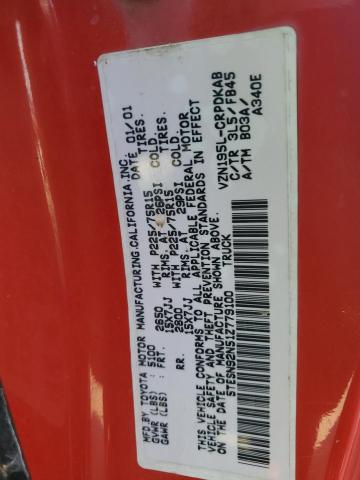 MFD BY TOYOTA MOTOR MANUFACTURING, CALIFORNIA, INC. 01/01
GVWR (LBS) : 5100
GAWR (LBS) : FRT. 2650 WITH P225/75R15 TIRES.
15X7JJ RIMS. AT 26PSI COLD.
RR. 2800 WITH P225/75R15 TIRES.
15X7JJ RIMS. AT 29PSI COLD.
THIS VEHICLE CONFORMS TO ALL APPLICABLE FEDERAL MOTOR
VEHICLE SAFETY AND THEFT PREVENTION STANDARDS IN EFFECT
ON THE DATE OF MANUFACTURE SHOWN ABOVE.
5TESN92N51Z779100 TRUCK
VZN195L-CRPDKAB
C/TR 3L5/FB45
A/TM B03A/
A340E